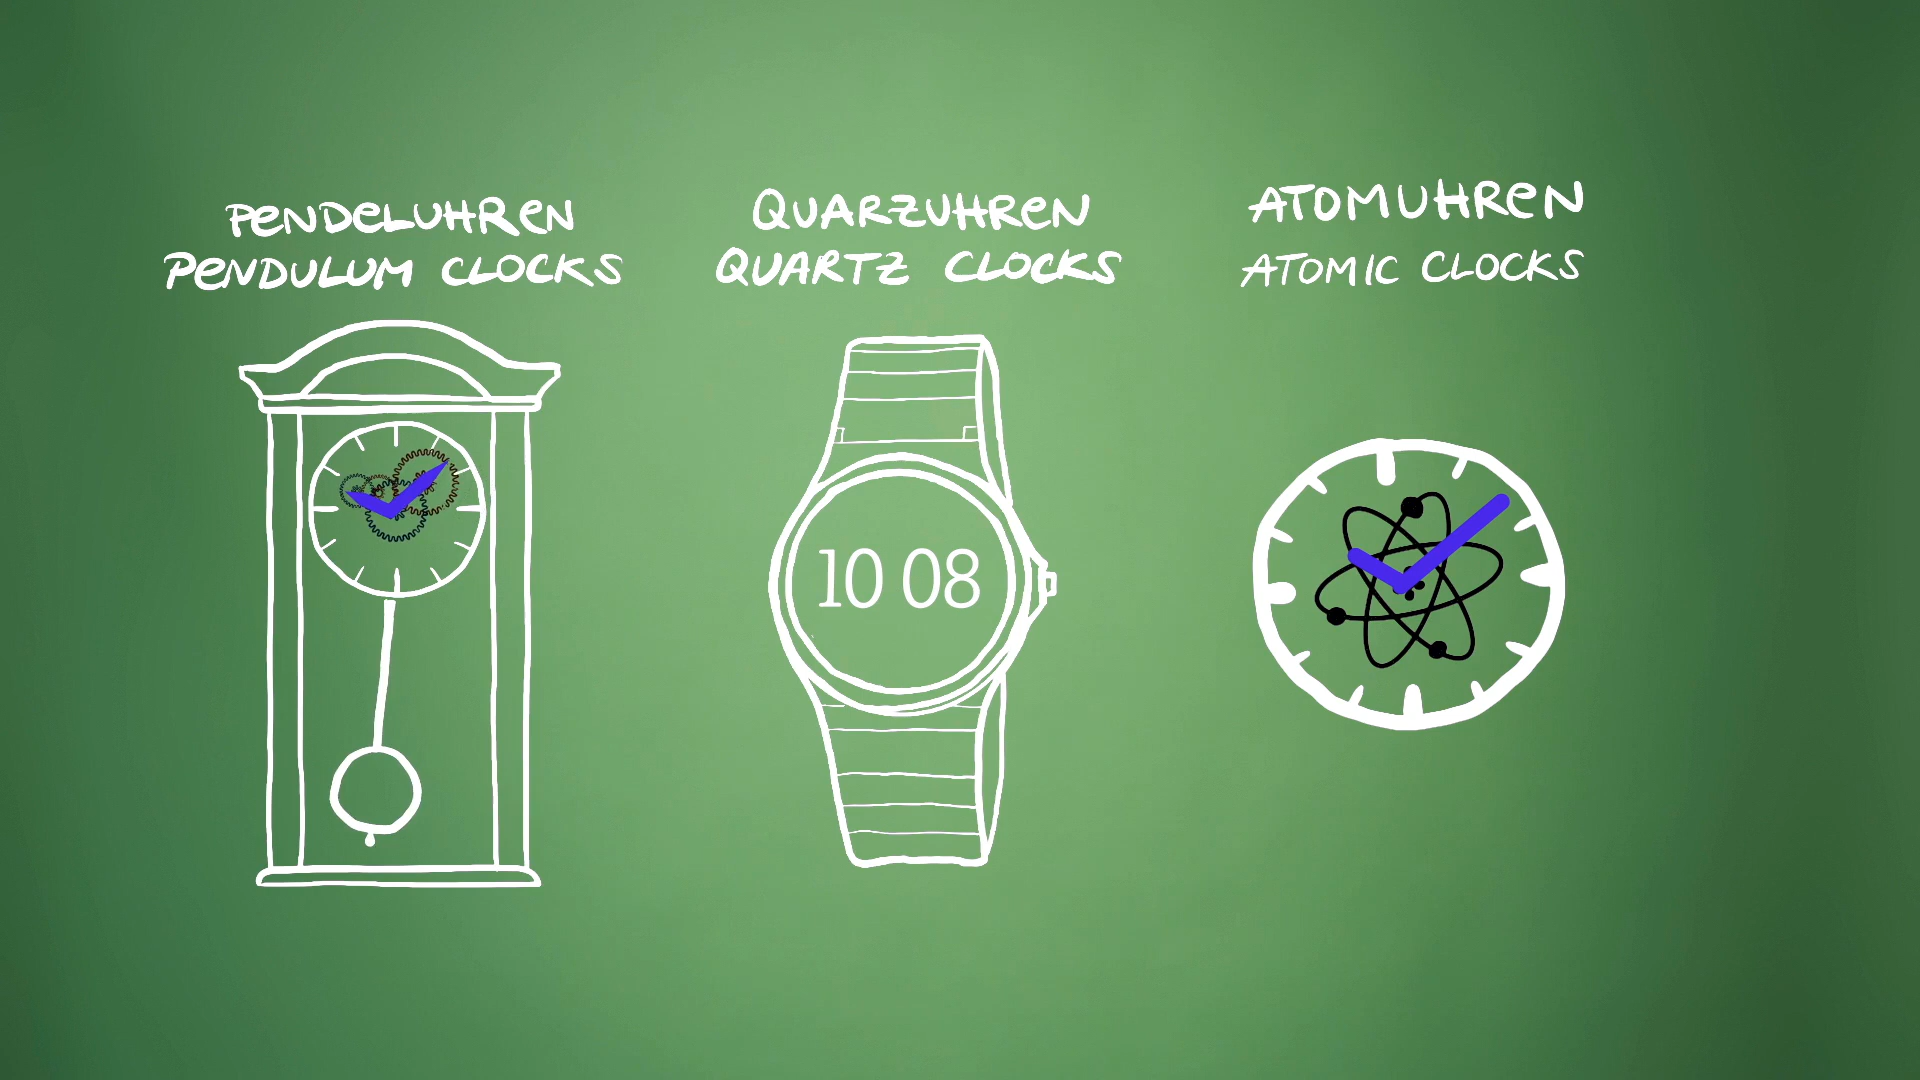 PENDELUHREN
PENDULUM CLOCKS
QUARZUHREN
QUARTZ CLOCKS
ATOMUHREN
ATOMIC CLOCKS
10 08